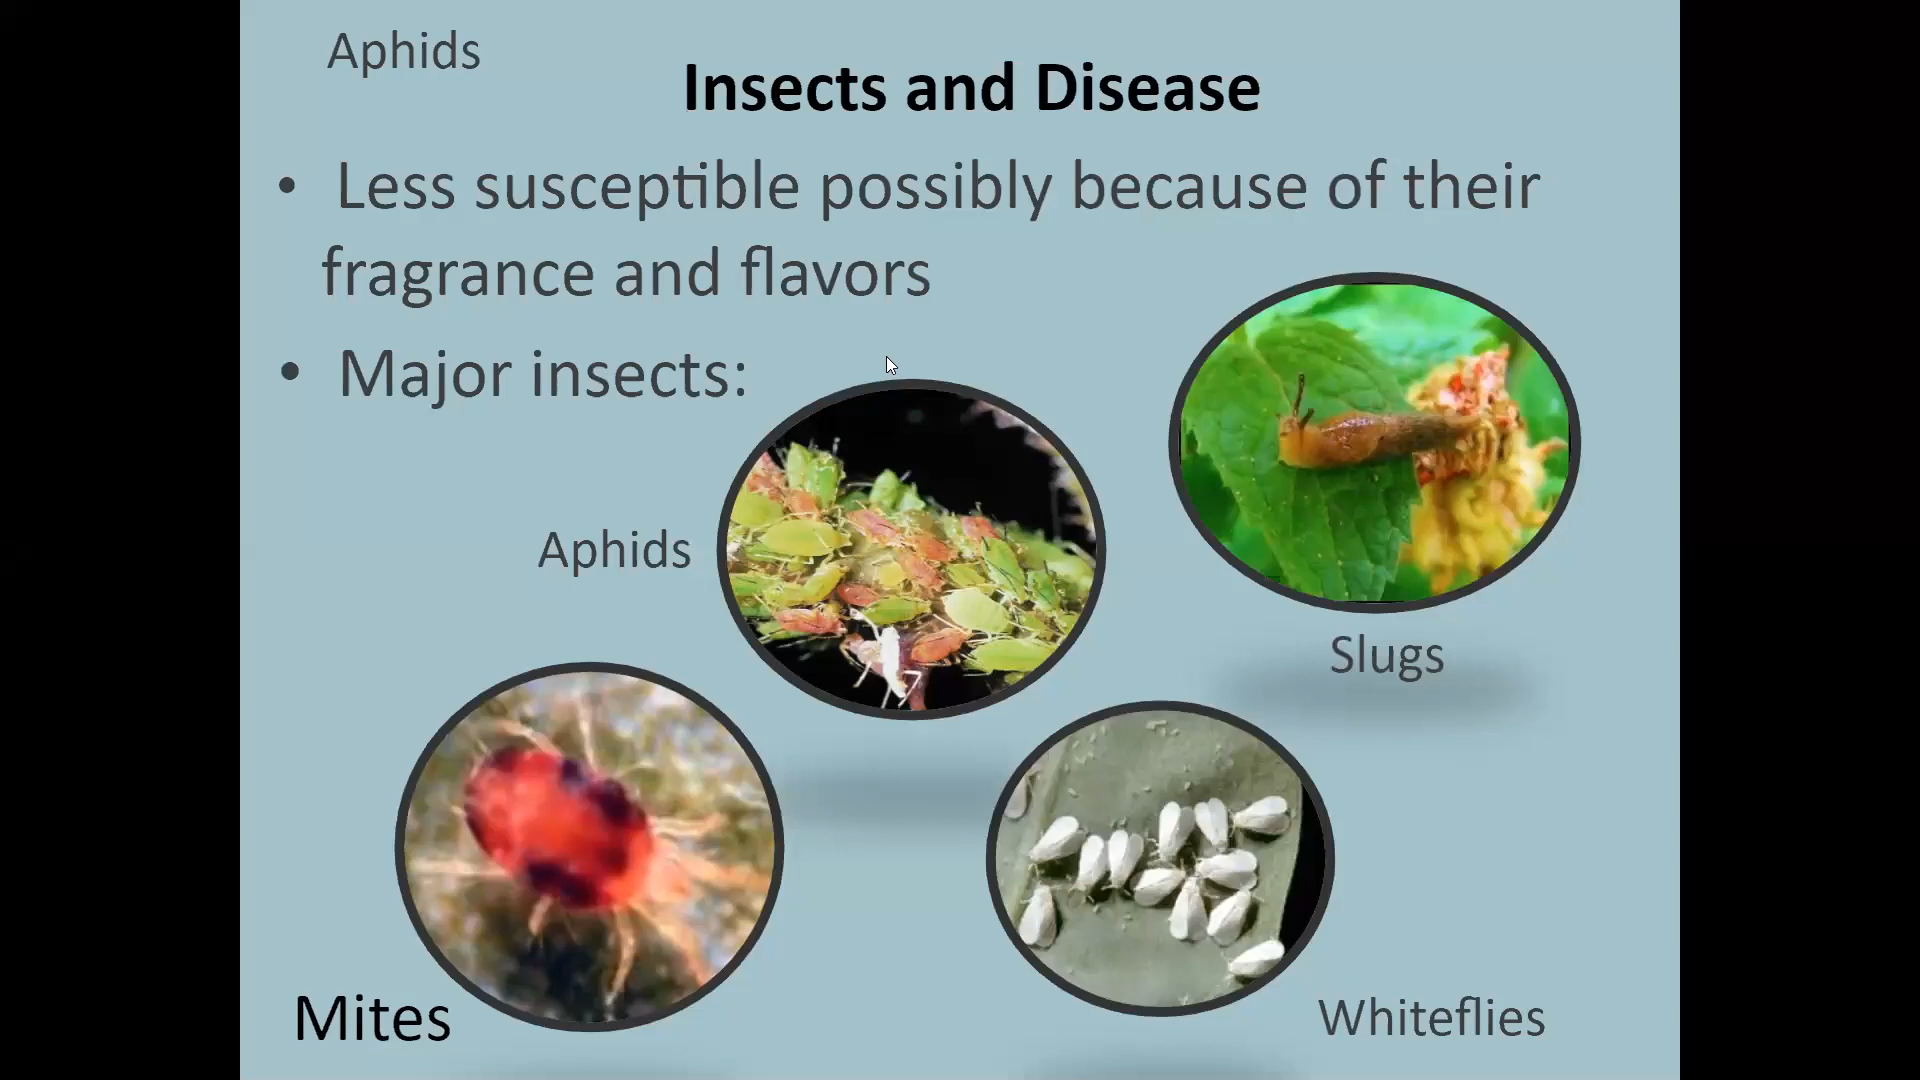 Aphids
Insects and Disease
• Less susceptible possibly because of their
fragrance and flavors
• Major insects:
Aphids
Slugs
Mites
Whiteflies